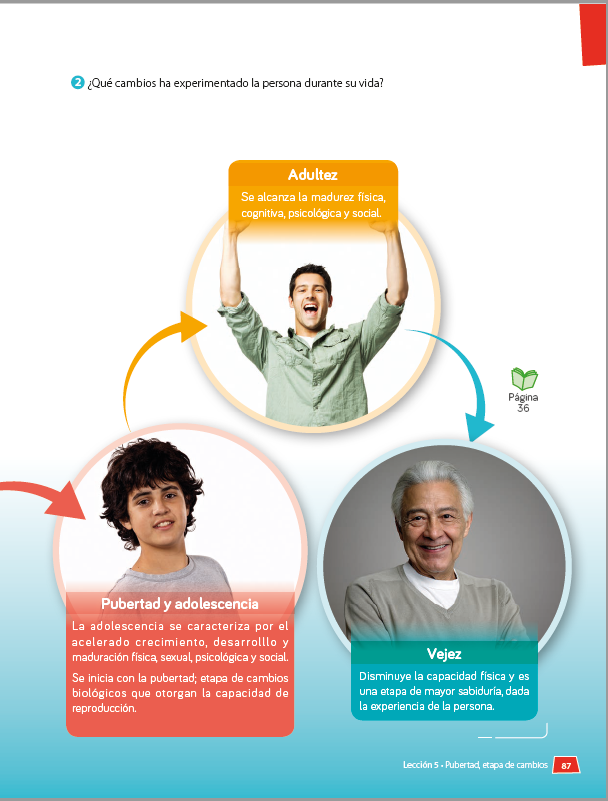 2 ¿Qué cambios ha experimentado la persona durante su vida?
Adultez
Se alcanza la madurez física,
cognitiva, psicológica y social.
Página
36
Pubertad y adolescencia
La adolescencia se caracteriza por el
acelerado crecimiento, desarrolllo y
maduración física, sexual, psicológica y social.
Se inicia con la pubertad; etapa de cambios
biológicos que otorgan la capacidad de
reproducción.
Vejez
Disminuye la capacidad física y es
una etapa de mayor sabiduría, dada
la experiencia de la persona.
Lección 5 • Pubertad, etapa de cambios 87